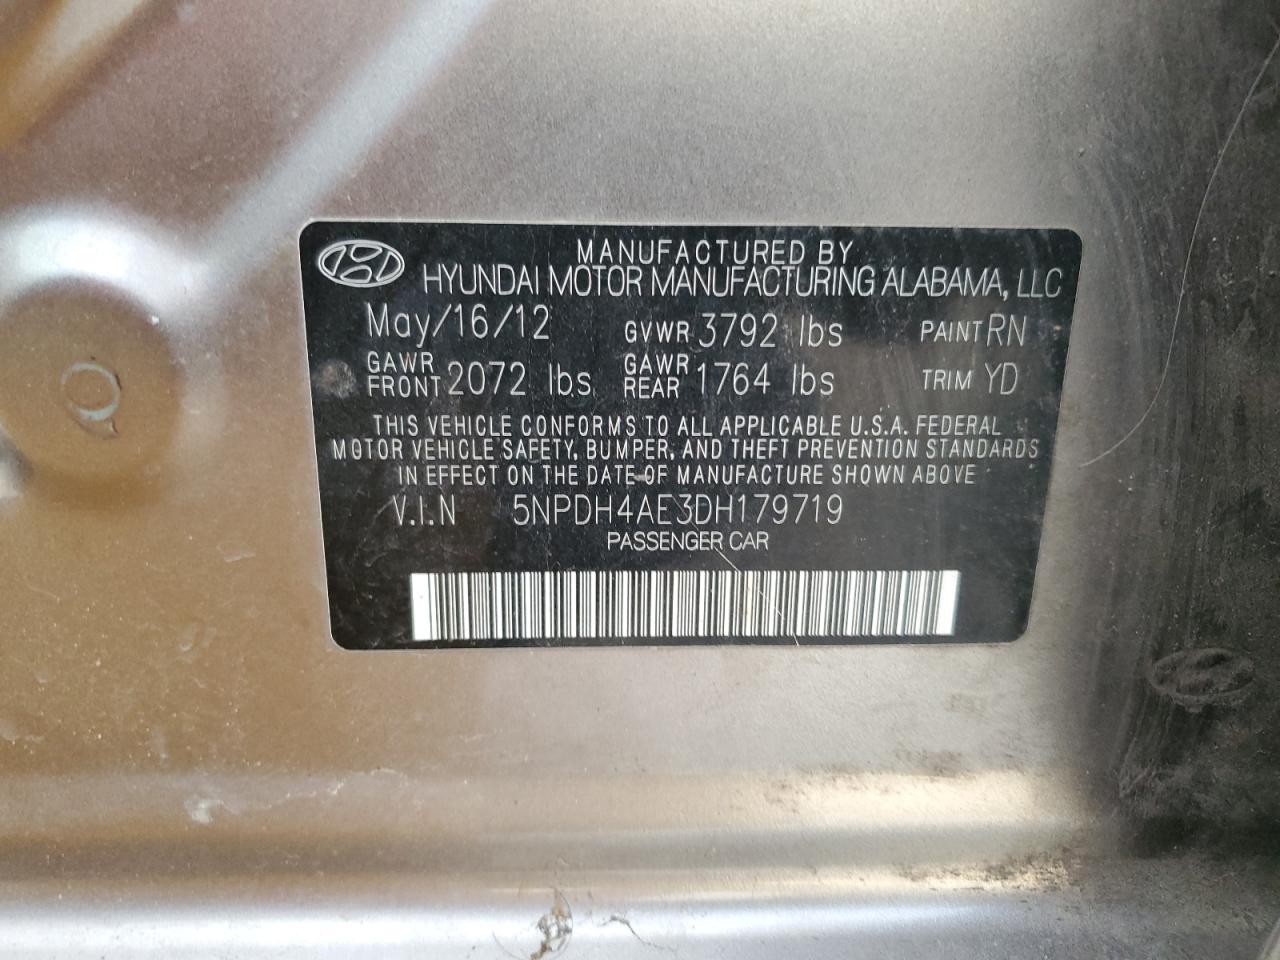 MANUFACTURED BY
HYUNDAI MOTOR MANUFACTURING ALABAMA, LLC
May/16/12 GVWR 3792 lbs PAINT RN
GAWR FRONT 2072 lbs GAWR REAR 1764 lbs TRIM YD
THIS VEHICLE CONFORMS TO ALL APPLICABLE U.S.A. FEDERAL
MOTOR VEHICLE SAFETY, BUMPER, AND THEFT PREVENTION STANDARDS
IN EFFECT ON THE DATE OF MANUFACTURE SHOWN ABOVE
V.I.N 5NPDH4AE3DH179719
PASSENGER CAR